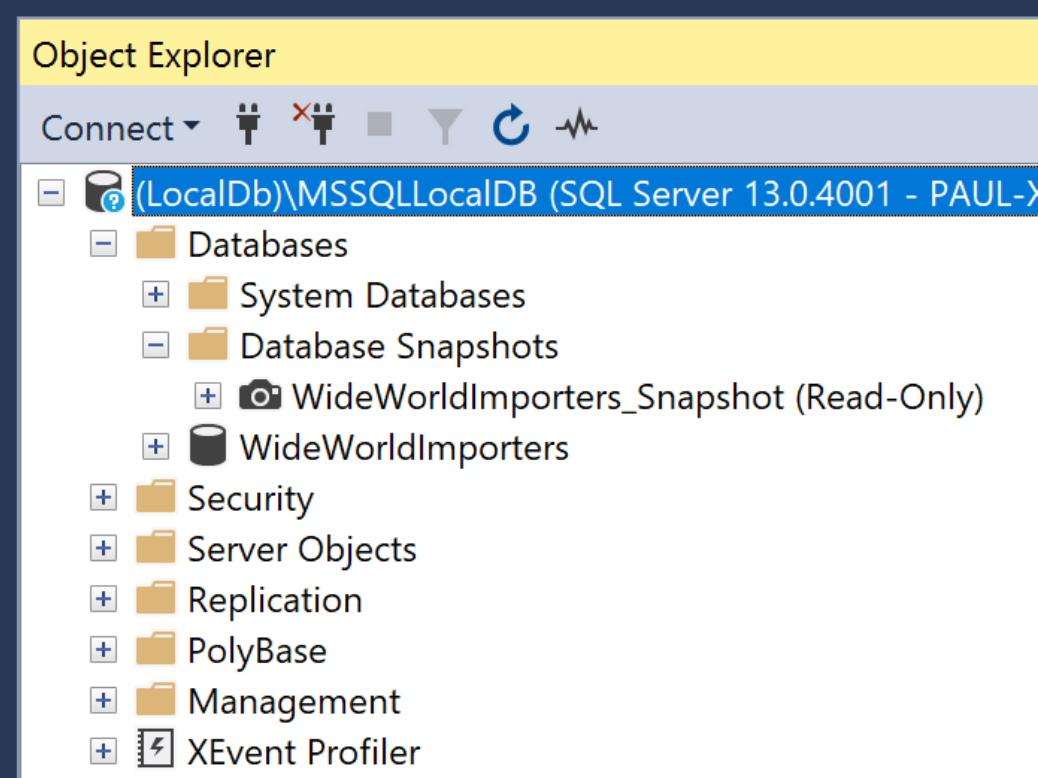 Object Explorer
Connect
(LocalDb)\MSSQLLocalDB (SQL Server 13.0.4001 - PAUL-X
Databases
System Databases
Database Snapshots
WideWorldImporters_Snapshot (Read-Only)
WideWorldImporters
Security
Server Objects
Replication
PolyBase
Management
XEvent Profiler